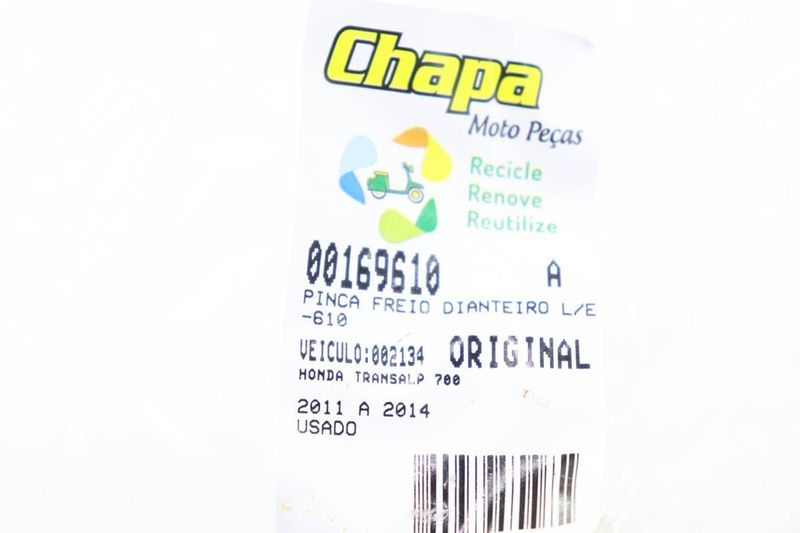 Chapa
Moto Peças
Recicle
Renove
Reutilize
00169610 A
PINCA FREIO DIANTEIRO L/E
-610
VEICULO:002134 ORIGINAL
HONDA TRANSALP 700
2011 A 2014
USADO